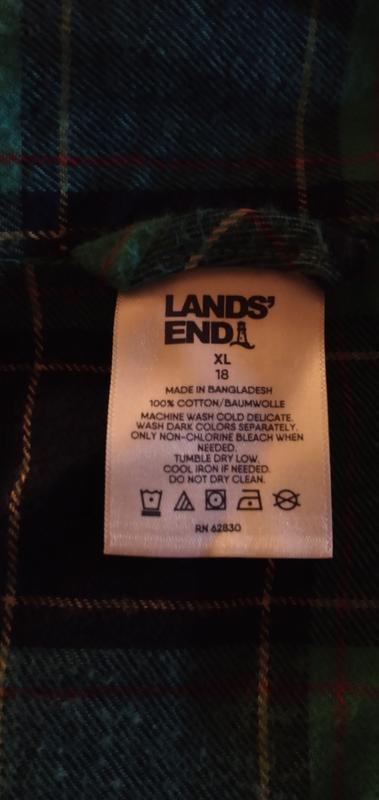 LANDS'
END
XL
18
MADE IN BANGLADESH
100% COTTON/BAUMWOLLE
MACHINE WASH COLD DELICATE.
WASH DARK COLORS SEPARATELY.
ONLY NON-CHLORINE BLEACH WHEN
NEEDED.
TUMBLE DRY LOW.
COOL IRON IF NEEDED.
DO NOT DRY CLEAN.
RN 62830